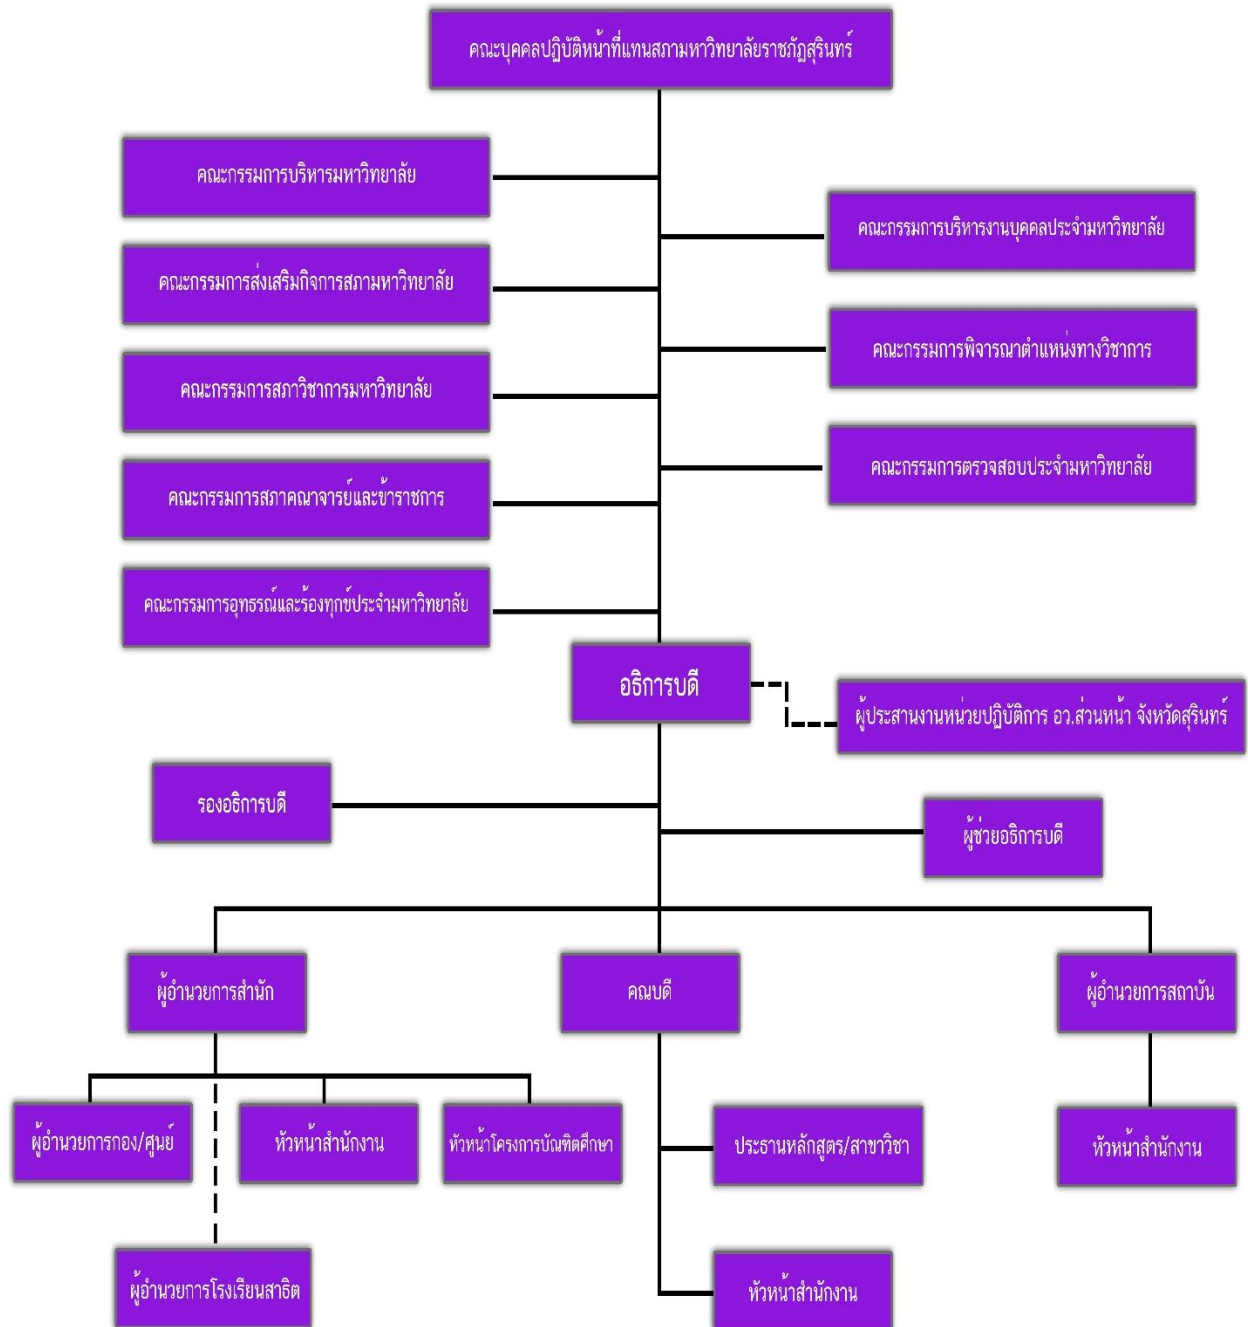 คณะบุคคลปฏิบัติหน้าที่แทนสภามหาวิทยาลัยราชภัฏสุรินทร์
คณะกรรมการบริหารมหาวิทยาลัย
คณะกรรมการบริหารงานบุคคลประจำมหาวิทยาลัย
คณะกรรมการส่งเสริมกิจการสภามหาวิทยาลัย
คณะกรรมการพิจารณาตำแหน่งทางวิชาการ
คณะกรรมการสภาวิชาการมหาวิทยาลัย
คณะกรรมการตรวจสอบประจำมหาวิทยาลัย
คณะกรรมการสภาคณาจารย์และข้าราชการ
คณะกรรมการอุทธรณ์และร้องทุกข์ประจำมหาวิทยาลัย
อธิการบดี
ผู้ประสานงานหน่วยปฏิบัติการ อว.ส่วนหน้า จังหวัดสุรินทร์
รองอธิการบดี
ผู้ช่วยอธิการบดี
ผู้อำนวยการสำนัก
คณบดี
ผู้อำนวยการสถาบัน
ผู้อำนวยการกอง/ศูนย์
หัวหน้าสำนักงาน
หัวหน้าโครงการบัณฑิตศึกษา
ประธานหลักสูตร/สาขาวิชา
หัวหน้าสำนักงาน
ผู้อำนวยการโรงเรียนสาธิต
หัวหน้าสำนักงาน